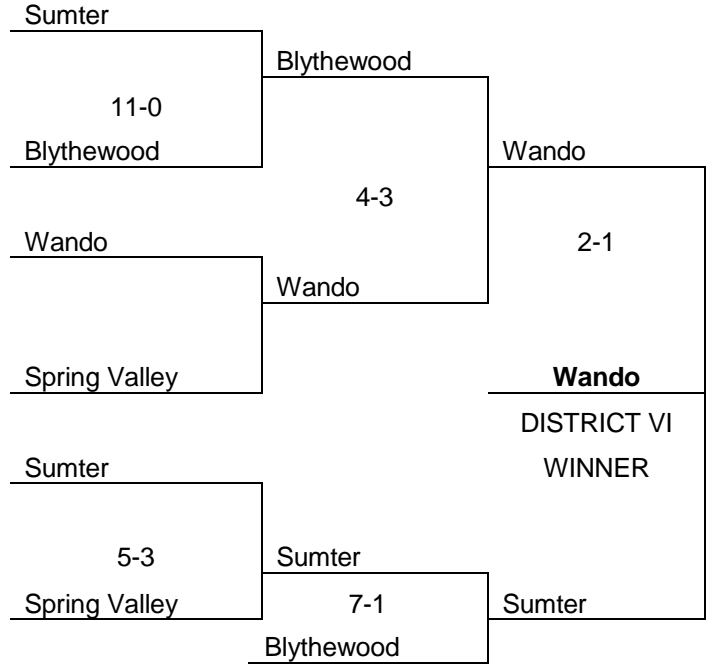 Sumter
Blythewood
11-0
Blythewood
Wando
4-3
Wando
2-1
Wando
Spring Valley
Wando
DISTRICT VI
Sumter
WINNER
5-3
Sumter
Spring Valley
7-1
Sumter
Blythewood